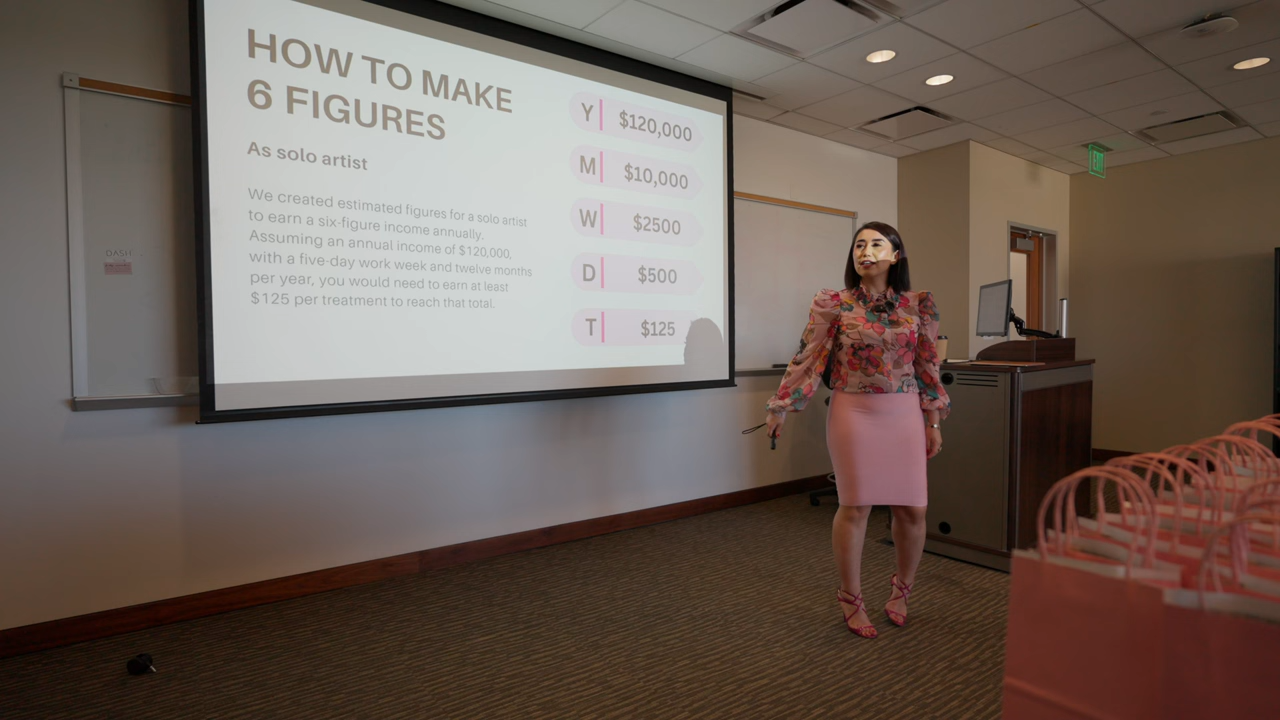 HOW TO MAKE
6 FIGURES
As solo artist
We created estimated figures for a solo artist
to earn a six-figure income annually.
Assuming an annual income of $120,000,
with a five-day work week and twelve months
per year, you would need to earn at least
$125 per treatment to reach that total.
Y $120,000
M $10,000
W $2500
D $500
T $125
DASH
EXIT